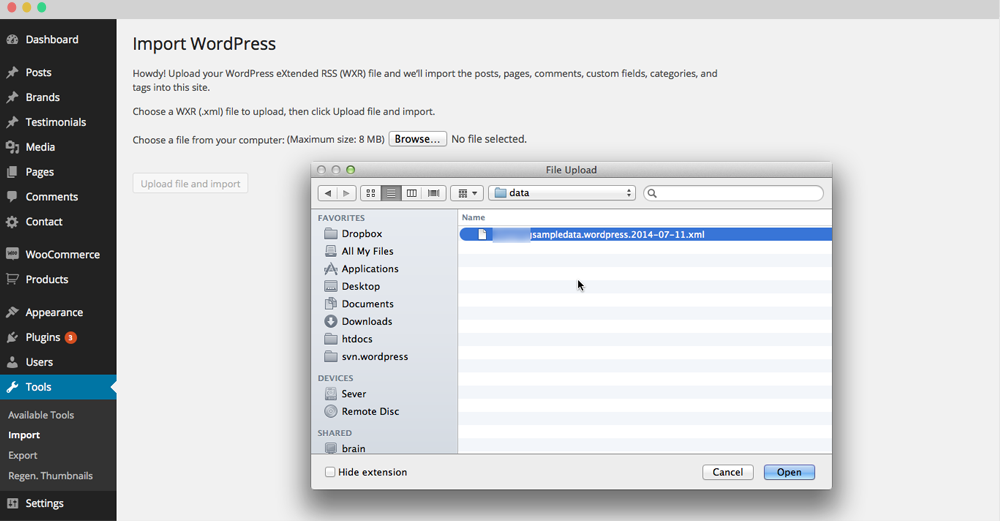 Dashboard
Posts
Brands
Testimonials
Media
Pages
Comments
Contact
WooCommerce
Products
Appearance
Plugins 3
Users
Tools
Available Tools
Import
Export
Regen. Thumbnails
Settings
Import WordPress
Howdy! Upload your WordPress eXtended RSS (WXR) file and we'll import the posts, pages, comments, custom fields, categories, and
tags into this site.
Choose a WXR (.xml) file to upload, then click Upload file and import.
Choose a file from your computer: (Maximum size: 8 MB) Browse... No file selected.
Upload file and import
File Upload
data
FAVORITES
Dropbox
All My Files
Applications
Desktop
Documents
Downloads
htdocs
svn.wordpress
DEVICES
Sever
Remote Disc
SHARED
brain
Name
sampledata.wordpress.2014-07-11.xml
Hide extension
Cancel
Open